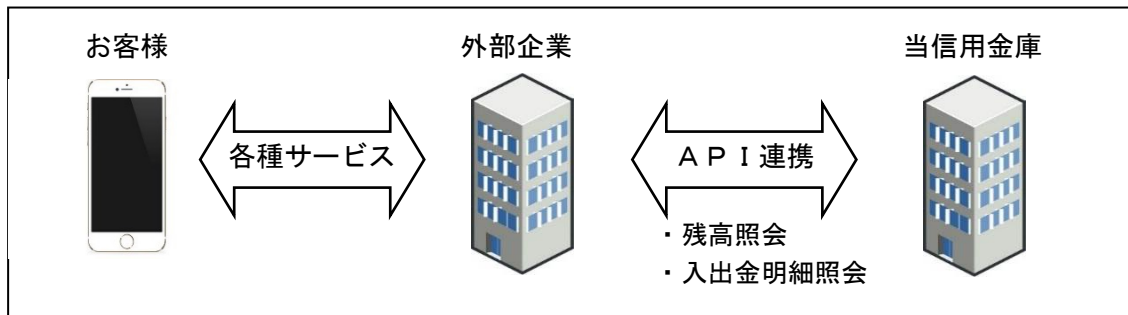 お客様
外部企業
当信用金庫
各種サービス
ＡＰＩ連携
・残高照会
・入出金明細照会